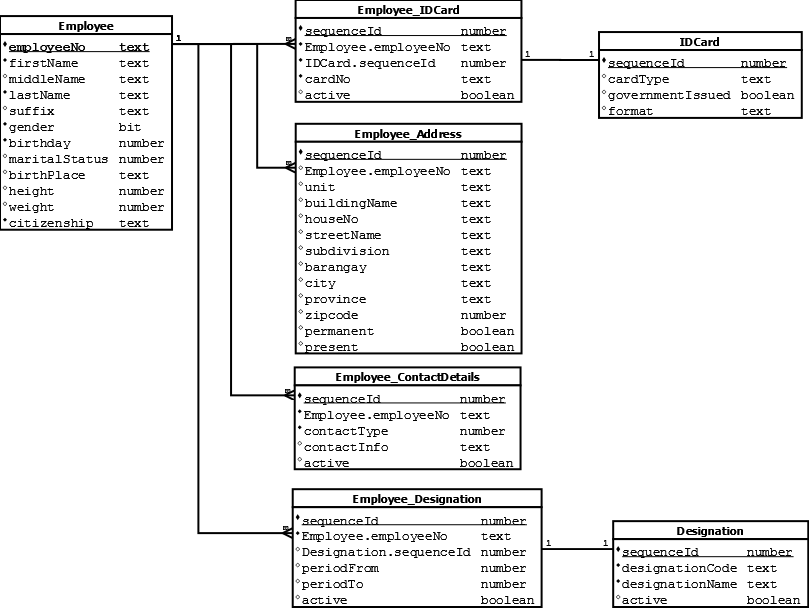 Employee
employeeNo text
firstName text
middleName text
lastName text
suffix text
gender bit
birthday number
maritalStatus number
birthPlace text
height number
weight number
citizenship text
1
Employee_IDCard
sequenceId number
Employee.employeeNo text
IDCard.sequenceId number
cardNo text
active boolean
1 1
IDCard
sequenceId number
cardType text
governmentIssued boolean
format text
Employee_Address
sequenceId number
Employee.employeeNo text
unit text
buildingName text
houseNo text
streetName text
subdivision text
barangay text
city text
province text
zipcode number
permanent boolean
present boolean
Employee_ContactDetails
sequenceId number
Employee.employeeNo text
contactType number
contactInfo text
active boolean
Employee_Designation
sequenceId number
Employee.employeeNo text
Designation.sequenceId number
periodFrom number
periodTo number
active boolean
1 1
Designation
sequenceId number
designationCode text
designationName text
active boolean